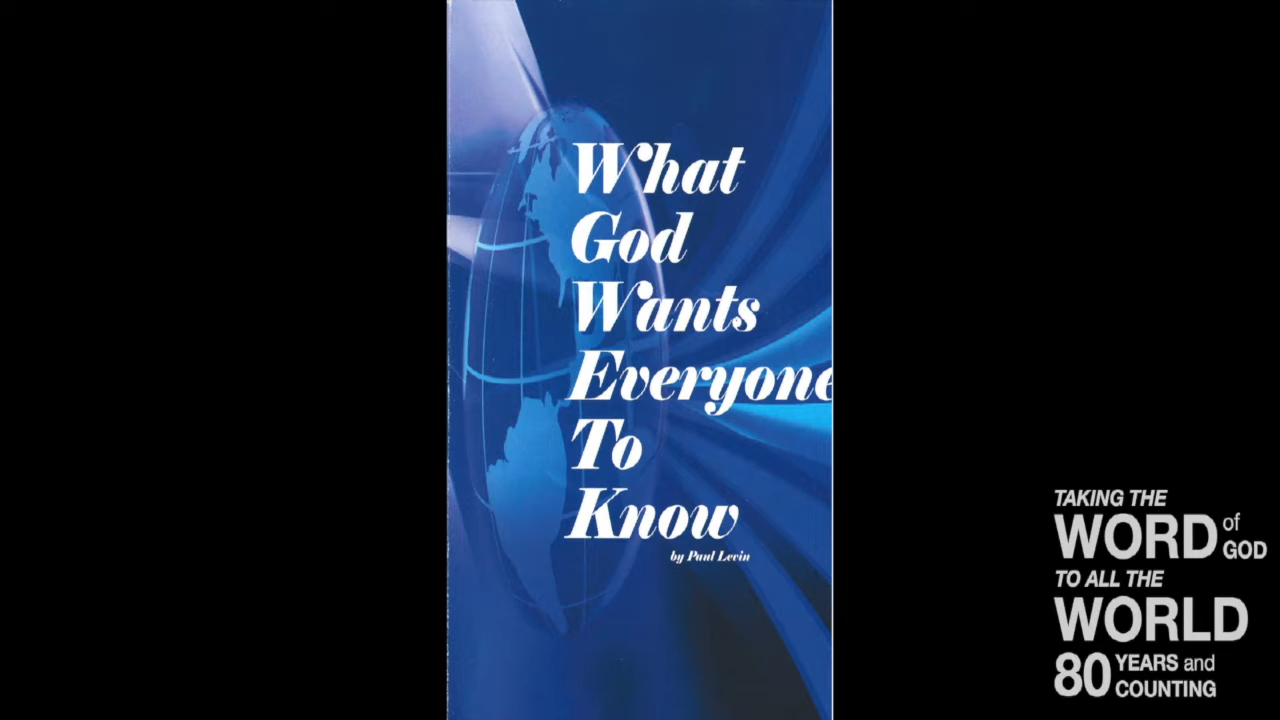 What
God
Wants
Everyone
To
Know
by Paul Levin
TAKING THE
WORD of GOD
TO ALL THE
WORLD
80 YEARS and COUNTING